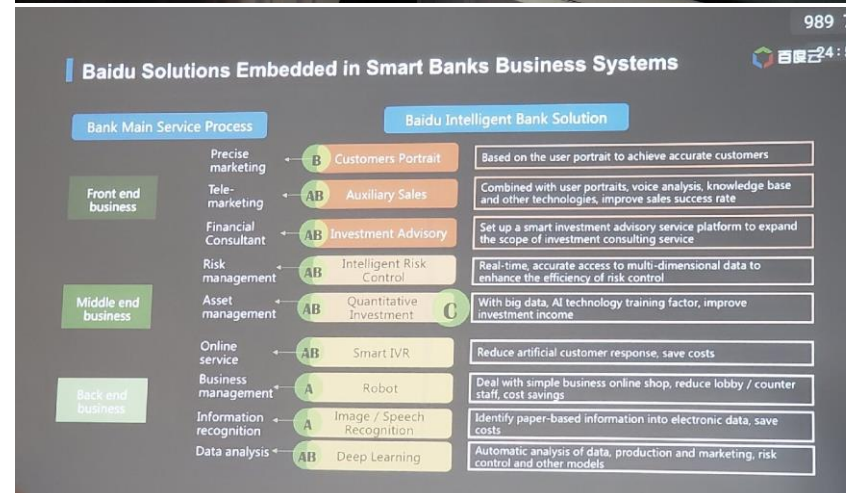 989
百度云
24:
Baidu Solutions Embedded in Smart Banks Business Systems
Bank Main Service Process
Baidu Intelligent Bank Solution
Front end
business
Precise
marketing
B
Customers Portrait
Based on the user portrait to achieve accurate customers
Tele-
marketing
AB
Auxiliary Sales
Combined with user portraits, voice analysis, knowledge base
and other technologies, improve sales success rate
Financial
Consultant
AB
Investment Advisory
Set up a smart investment advisory service platform to expand
the scope of investment consulting service
Middle end
business
Risk
management
AB
Intelligent Risk
Control
Real-time, accurate access to multi-dimensional data to
enhance the efficiency of risk control
Asset
management
AB
Quantitative
Investment
C
With big data, AI technology training factor, improve
investment income
Back end
business
Online
service
AB
Smart IVR
Reduce artificial customer response, save costs
Business
management
A
Robot
Deal with simple business online shop, reduce lobby / counter
staff, cost savings
Information
recognition
A
Image / Speech
Recognition
Identify paper-based information into electronic data, save
costs
Data analysis
AB
Deep Learning
Automatic analysis of data, production and marketing, risk
control and other models